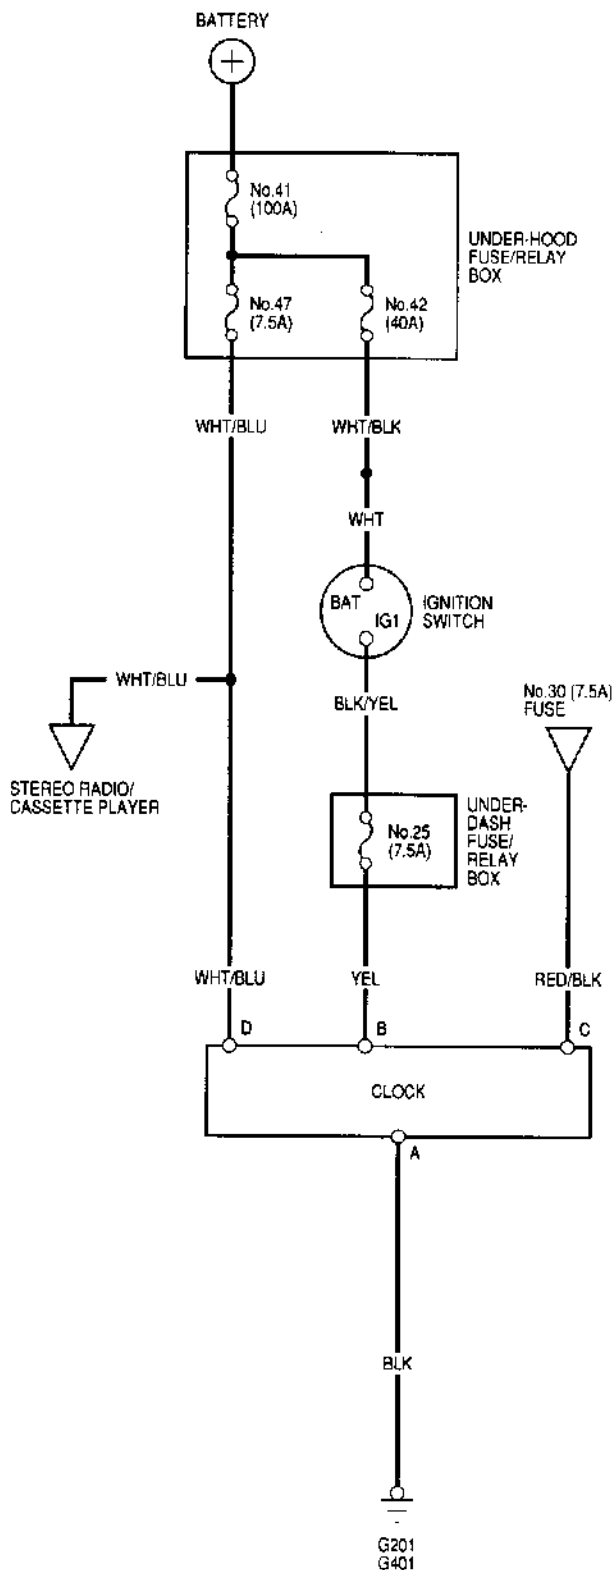 BATTERY
No.41
(100A)
UNDER-HOOD
FUSE/RELAY
BOX
No.47
(7.5A)
No.42
(40A)
WHT/BLU
WHT/BLK
WHT
BAT
IG1
IGNITION
SWITCH
WHT/BLU
BLK/YEL
No.30 (7.5A)
FUSE
STEREO RADIO/
CASSETTE PLAYER
No.25
(7.5A)
UNDER-
DASH
FUSE/
RELAY
BOX
WHT/BLU
YEL
RED/BLK
D
B
C
CLOCK
A
BLK
G201
G401